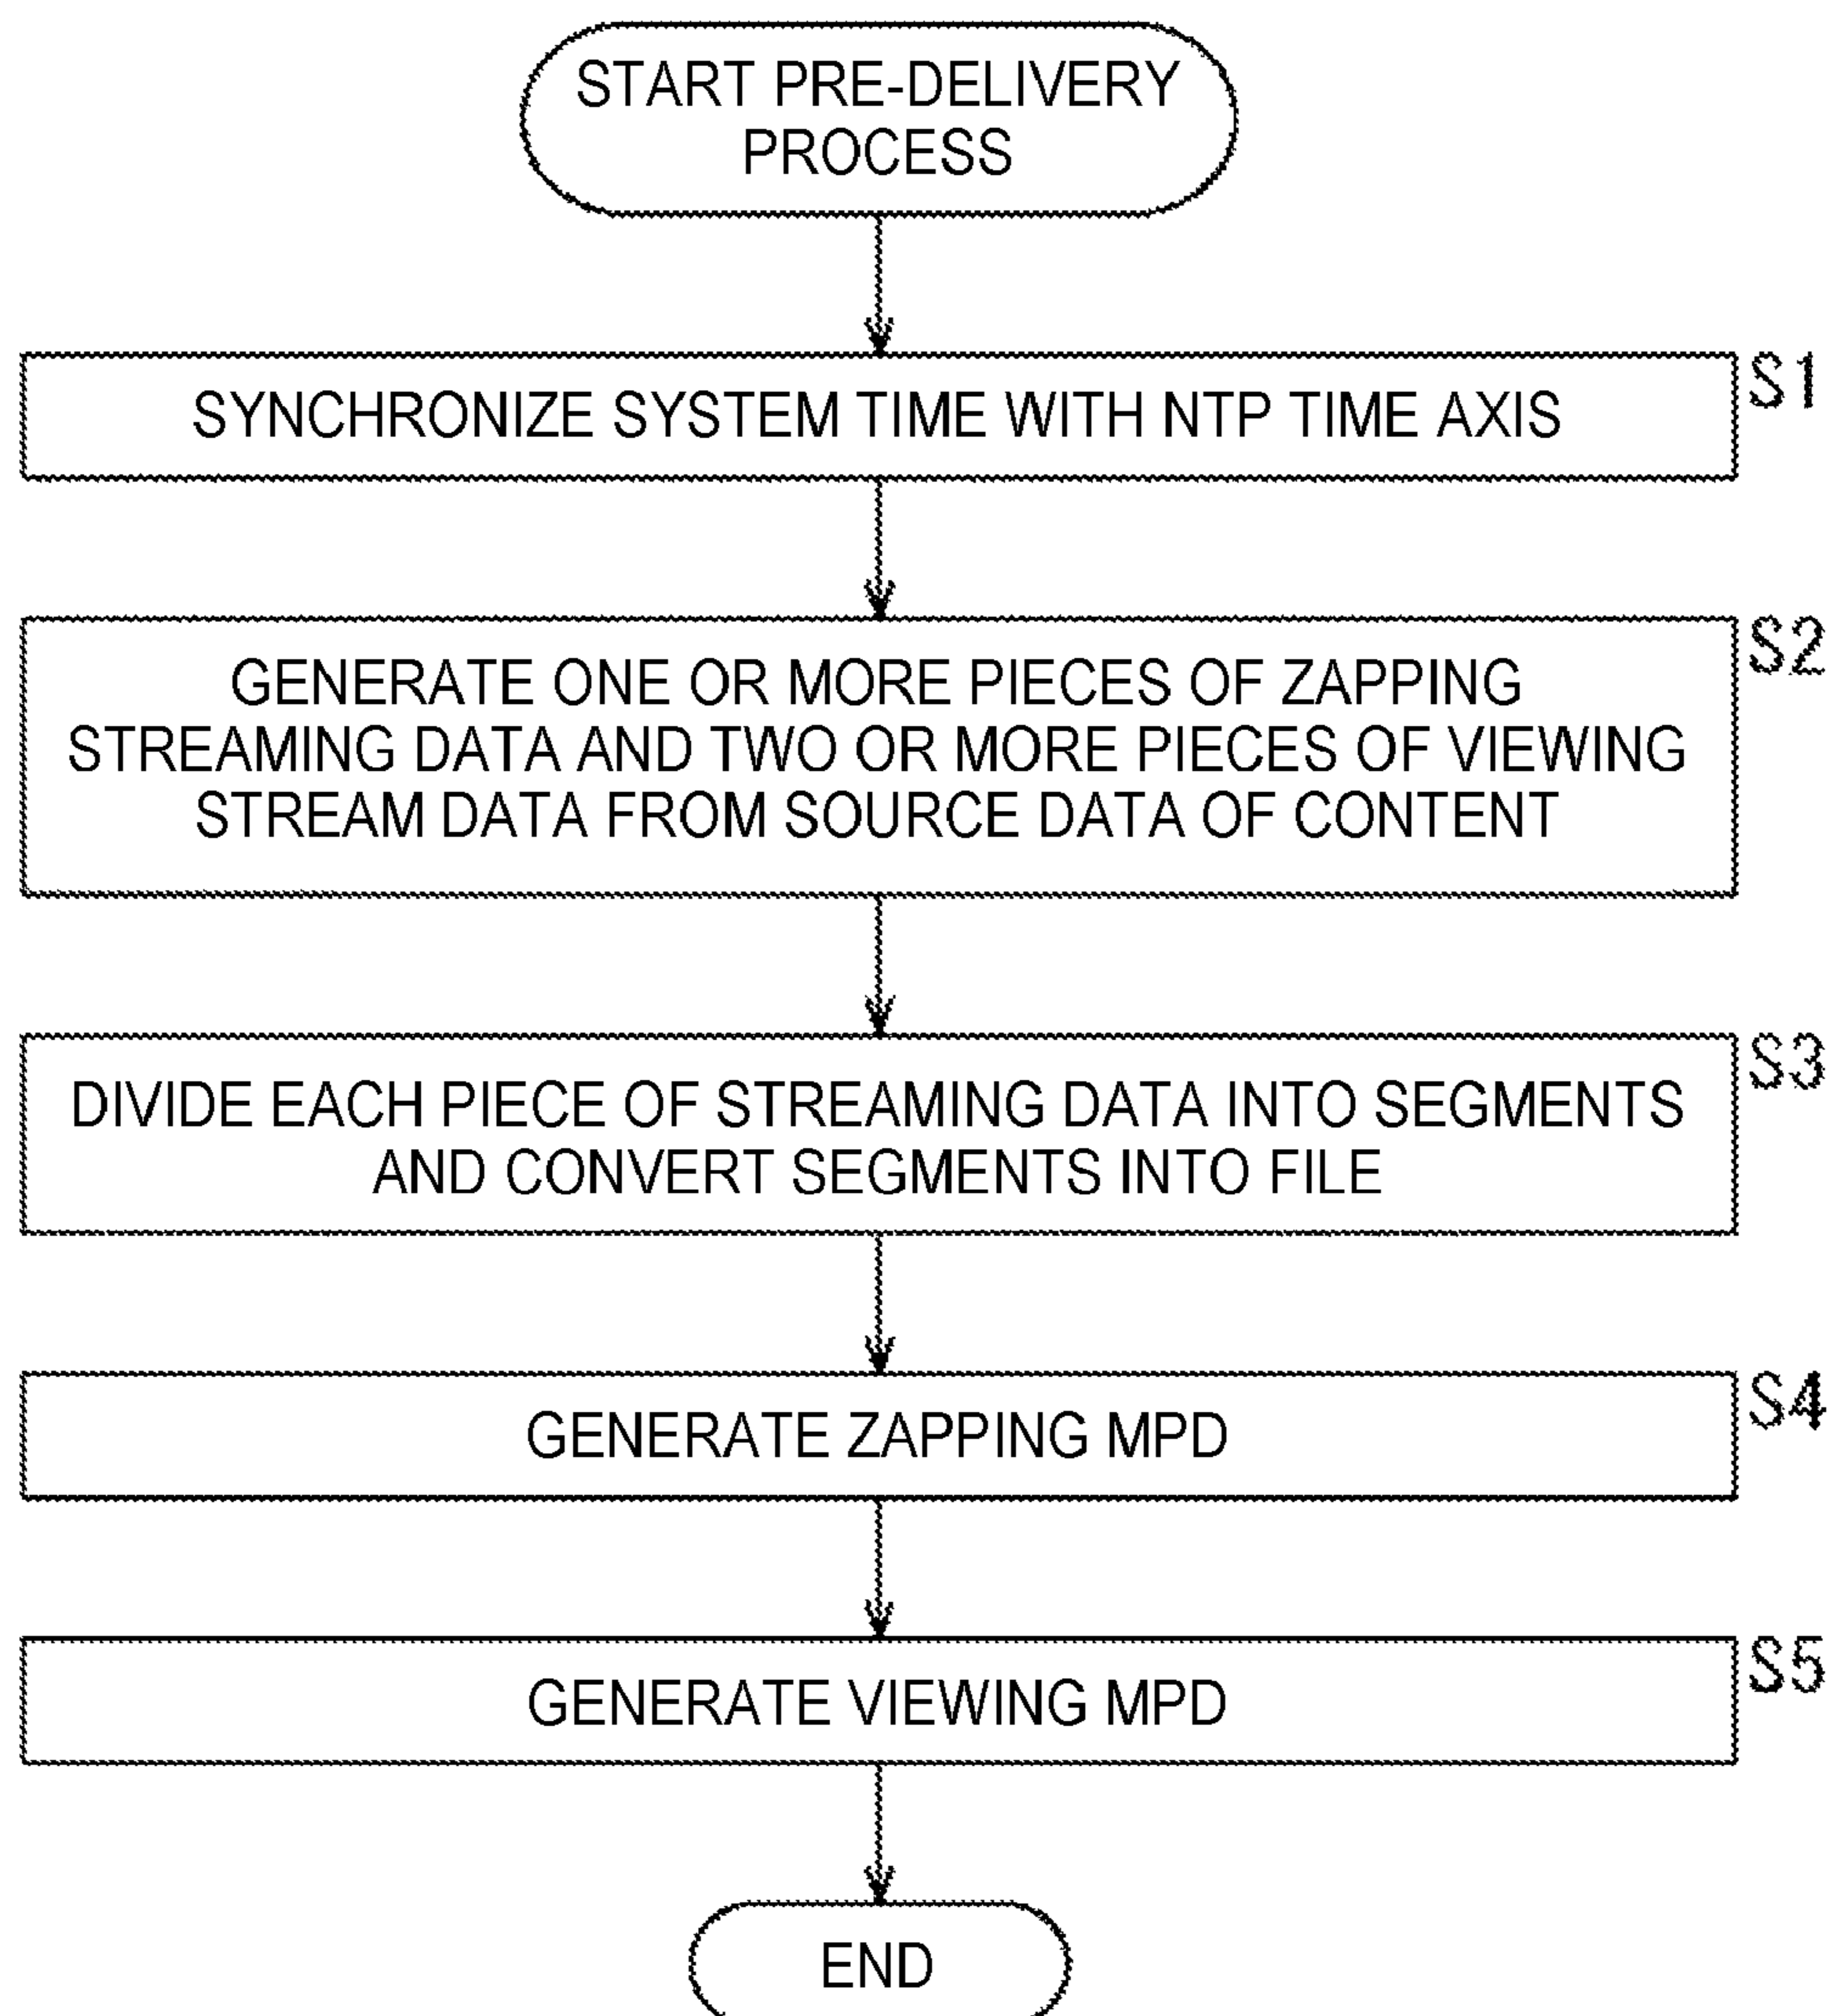 START PRE-DELIVERY
PROCESS
S1
SYNCHRONIZE SYSTEM TIME WITH NTP TIME AXIS
S2
GENERATE ONE OR MORE PIECES OF ZAPPING
STREAMING DATA AND TWO OR MORE PIECES OF VIEWING
STREAM DATA FROM SOURCE DATA OF CONTENT
S3
DIVIDE EACH PIECE OF STREAMING DATA INTO SEGMENTS
AND CONVERT SEGMENTS INTO FILE
S4
GENERATE ZAPPING MPD
S5
GENERATE VIEWING MPD
END